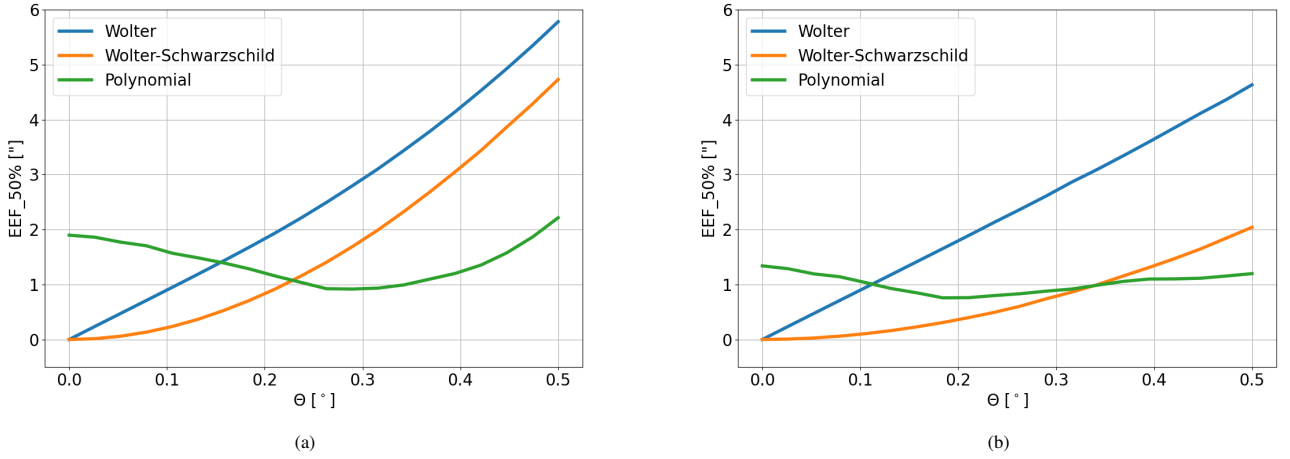 6
5
4
3
2
1
0
EEF_50% ["]
Wolter
Wolter-Schwarzschild
Polynomial
0.0 0.1 0.2 0.3 0.4 0.5
Θ [°]
(a)
6
5
4
3
2
1
0
EEF_50% ["]
Wolter
Wolter-Schwarzschild
Polynomial
0.0 0.1 0.2 0.3 0.4 0.5
Θ [°]
(b)